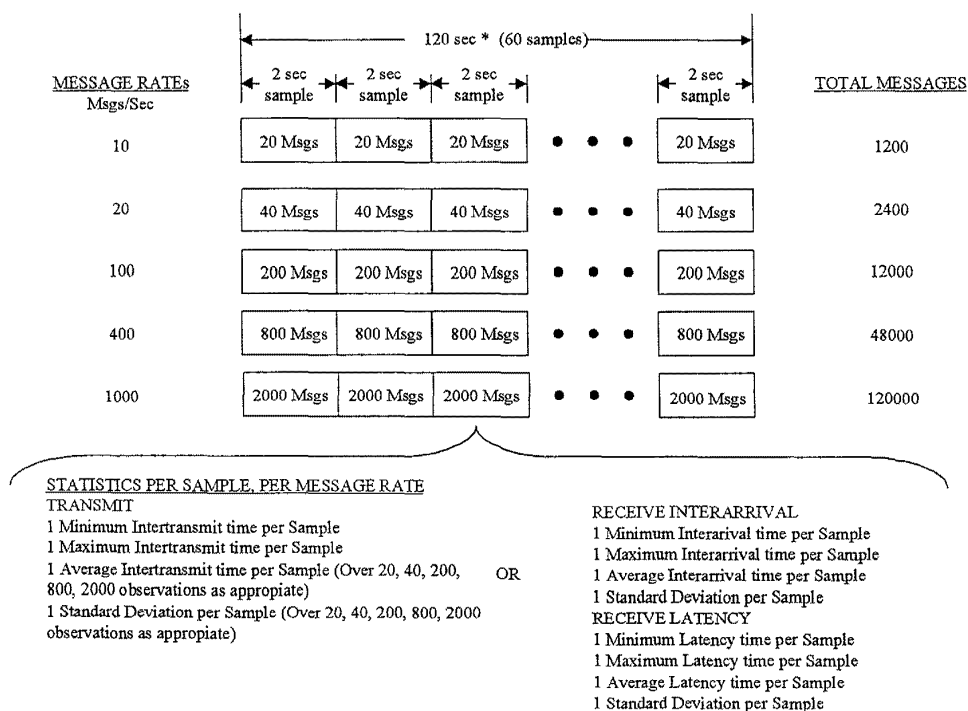 120 sec * (60 samples)
MESSAGE RATEs
Msgs/Sec
2 sec sample
2 sec sample
2 sec sample
2 sec sample
TOTAL MESSAGES
10
20 Msgs
20 Msgs
20 Msgs
20 Msgs
1200
20
40 Msgs
40 Msgs
40 Msgs
40 Msgs
2400
100
200 Msgs
200 Msgs
200 Msgs
200 Msgs
12000
400
800 Msgs
800 Msgs
800 Msgs
800 Msgs
48000
1000
2000 Msgs
2000 Msgs
2000 Msgs
2000 Msgs
120000
STATISTICS PER SAMPLE, PER MESSAGE RATE
TRANSMIT
1 Minimum Intertransmit time per Sample
1 Maximum Intertransmit time per Sample
1 Average Intertransmit time per Sample (Over 20, 40, 200,
800, 2000 observations as appropiate)
1 Standard Deviation per Sample (Over 20, 40, 200, 800, 2000
observations as appropiate)
OR
RECEIVE INTERARRIVAL
1 Minimum Interarival time per Sample
1 Maximum Interarrival time per Sample
1 Average Interarrival time per Sample
1 Standard Deviation per Sample
RECEIVE LATENCY
1 Minimum Latency time per Sample
1 Maximum Latency time per Sample
1 Average Latency time per Sample
1 Standard Deviation per Sample